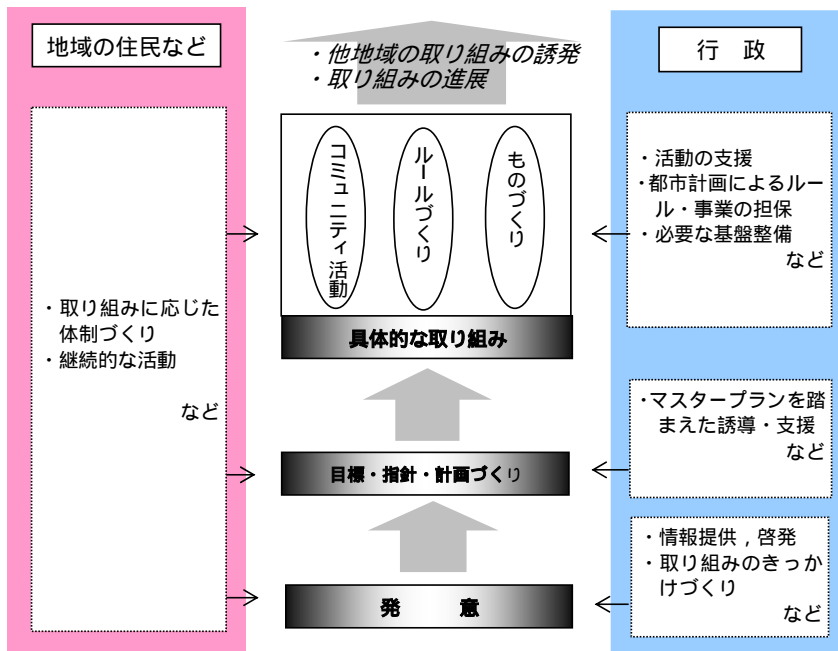 地域の住民など
・取り組みに応じた
体制づくり
・継続的な活動
など
・他地域の取り組みの誘発
・取り組みの進展
コミュニティ活動
ルールづくり
ものづくり
具体的な取り組み
目標・指針・計画づくり
発　意
行　政
・活動の支援
・都市計画によるルー
ル・事業の担保
・必要な基盤整備
など
・マスタープランを踏
まえた誘導・支援
など
・情報提供，啓発
・取り組みのきっか
けづくり
など